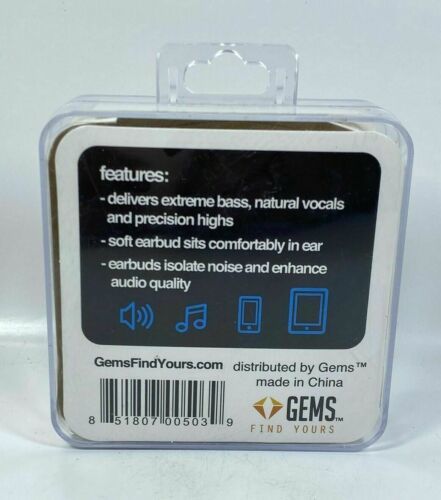 features:
- delivers extreme bass, natural vocals
and precision highs
- soft earbud sits comfortably in ear
- earbuds isolate noise and enhance
audio quality
GemsFindYours.com
distributed by Gems™
made in China
8 51807 00503 9
GEMS™
FIND YOURS